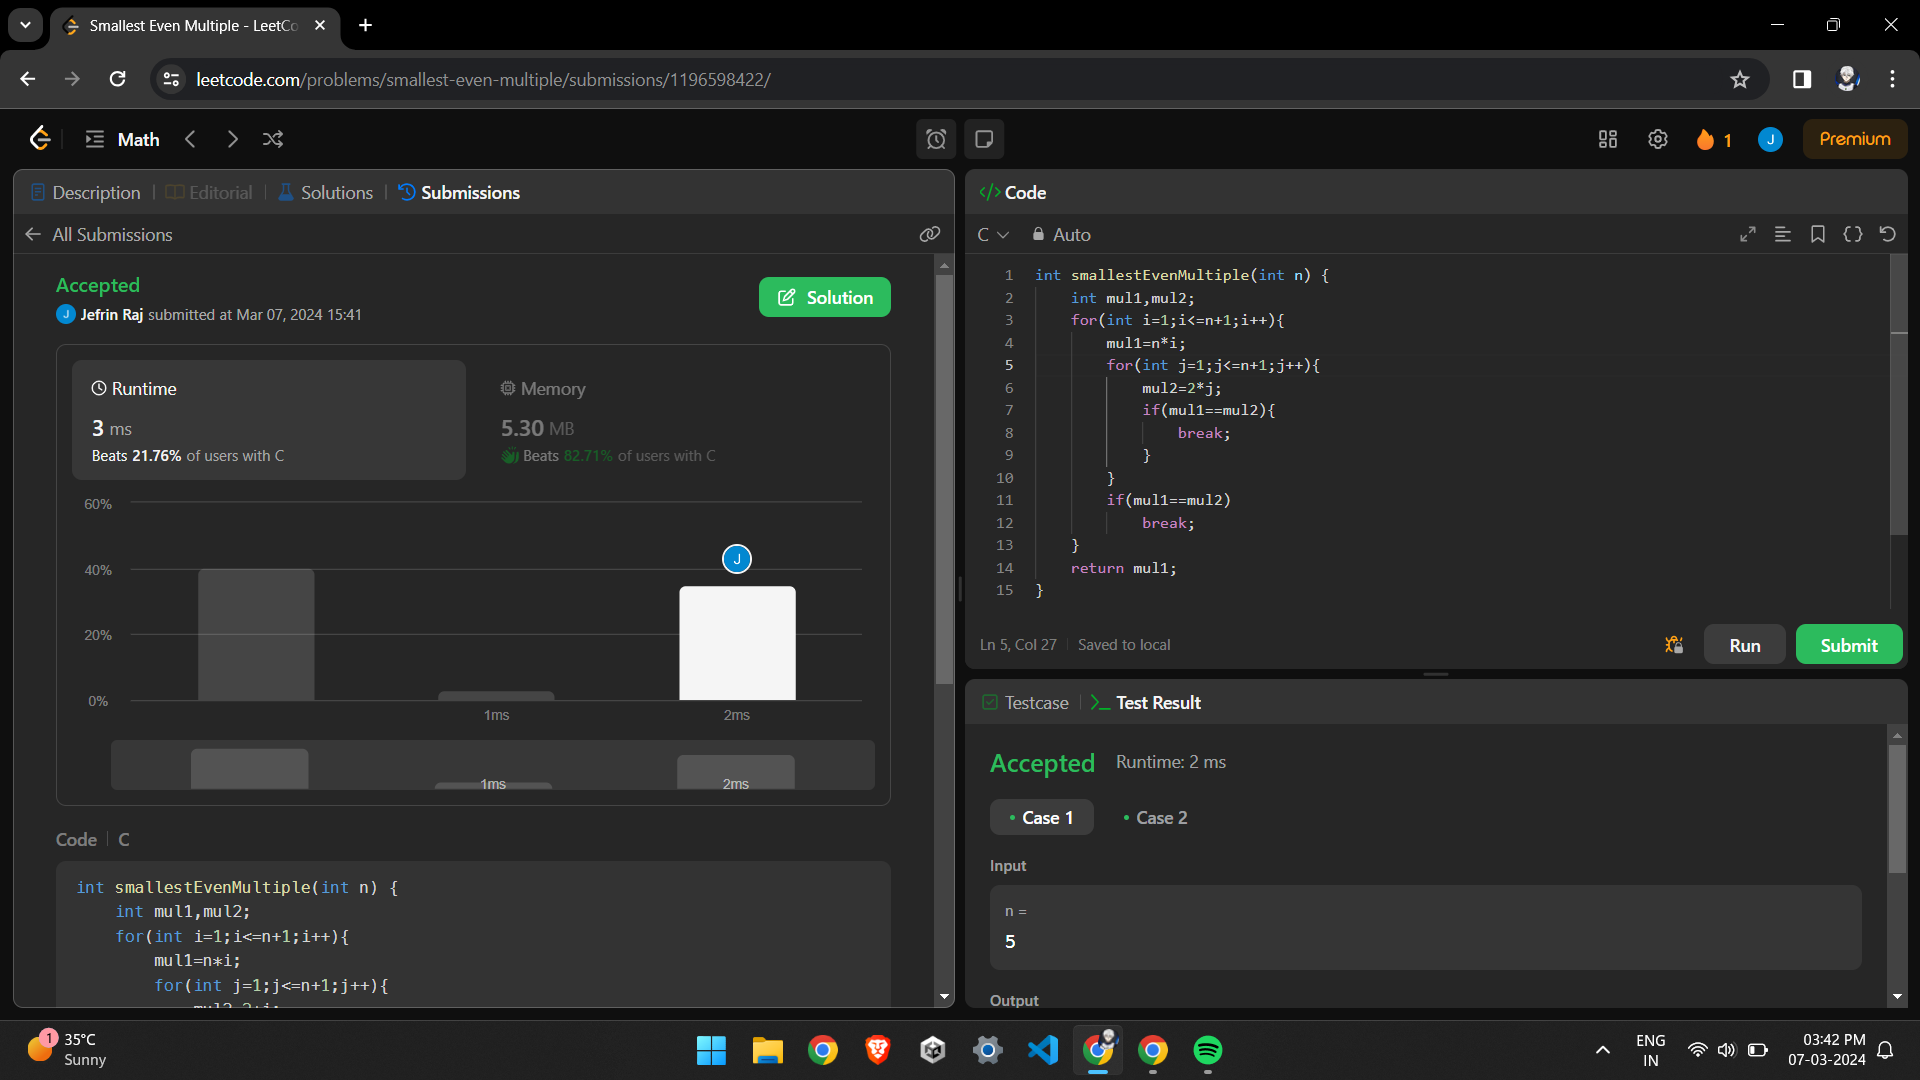 Smallest Even Multiple - LeetCo
leetcode.com/problems/smallest-even-multiple/submissions/1196598422/
Math
1
J
Premium
Description
Editorial
Solutions
Submissions
All Submissions
Accepted
J Jefrin Raj submitted at Mar 07, 2024 15:41
Solution
Runtime
3 ms
Beats 21.76% of users with C
Memory
5.30 MB
Beats 82.71% of users with C
60%
40%
20%
0%
J
1ms
2ms
1ms
2ms
Code
C
int smallestEvenMultiple(int n) {
int mul1,mul2;
for(int i=1;i<=n+1;i++){
mul1=n*i;
for(int j=1;j<=n+1;j++){
</> Code
C
Auto
1 int smallestEvenMultiple(int n) {
2 int mul1,mul2;
3 for(int i=1;i<=n+1;i++){
4 mul1=n*i;
5 for(int j=1;j<=n+1;j++){
6 mul2=2*j;
7 if(mul1==mul2){
8 break;
9 }
10 }
11 if(mul1==mul2)
12 break;
13 }
14 return mul1;
15 }
Ln 5, Col 27
Saved to local
Run
Submit
Testcase
Test Result
Accepted
Runtime: 2 ms
Case 1
Case 2
Input
n =
5
Output
1
35°C
Sunny
ENG
IN
03:42 PM
07-03-2024